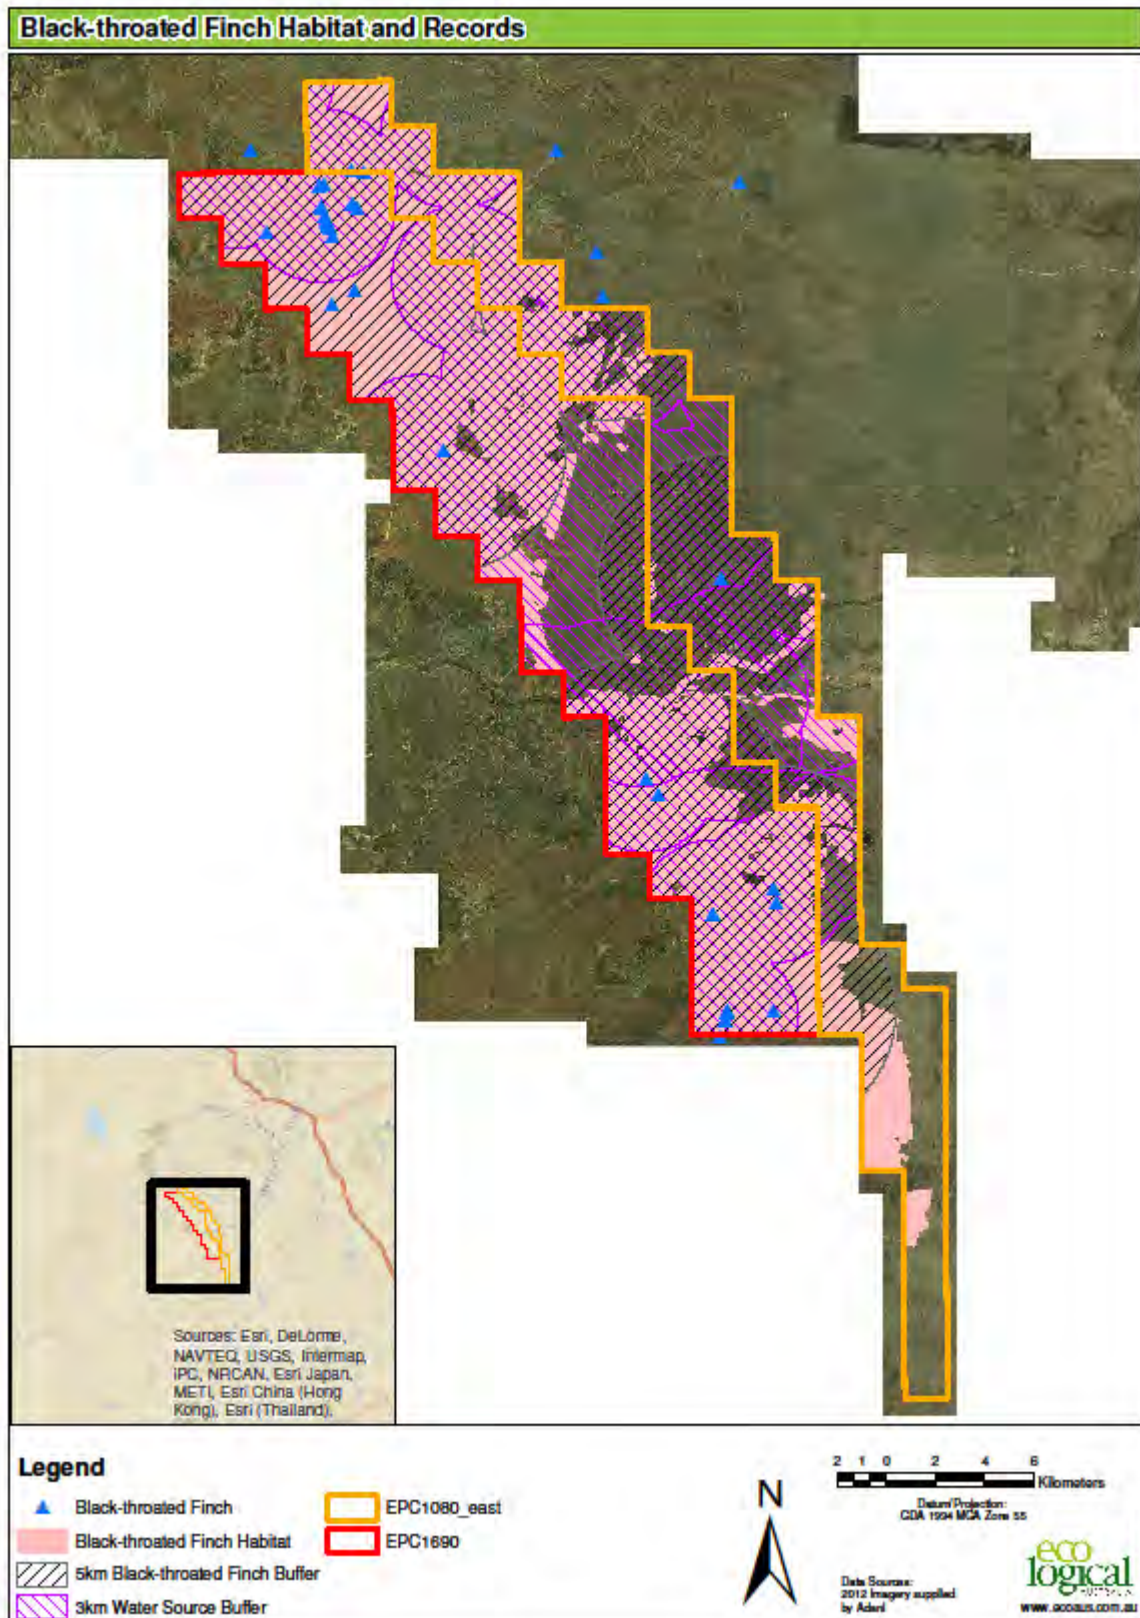 Black-throated Finch Habitat and Records
Sources: Esri, DeLorme,
NAVTEQ, USGS, Intermap,
iPC, NRCAN, Esri Japan,
METI, Esri China (Hong
Kong), Esri (Thailand),
Legend
Black-throated Finch
Black-throated Finch Habitat
5km Black-throated Finch Buffer
3km Water Source Buffer
EPC1080_east
EPC1690
N
2 1 0 2 4 6
Kilometers
Datum/Projection:
GDA 1994 MGA Zone 55
Data Sources:
2012 Imagery supplied
by Adani
eco
logical
AUSTRALIA
www.ecoaus.com.au